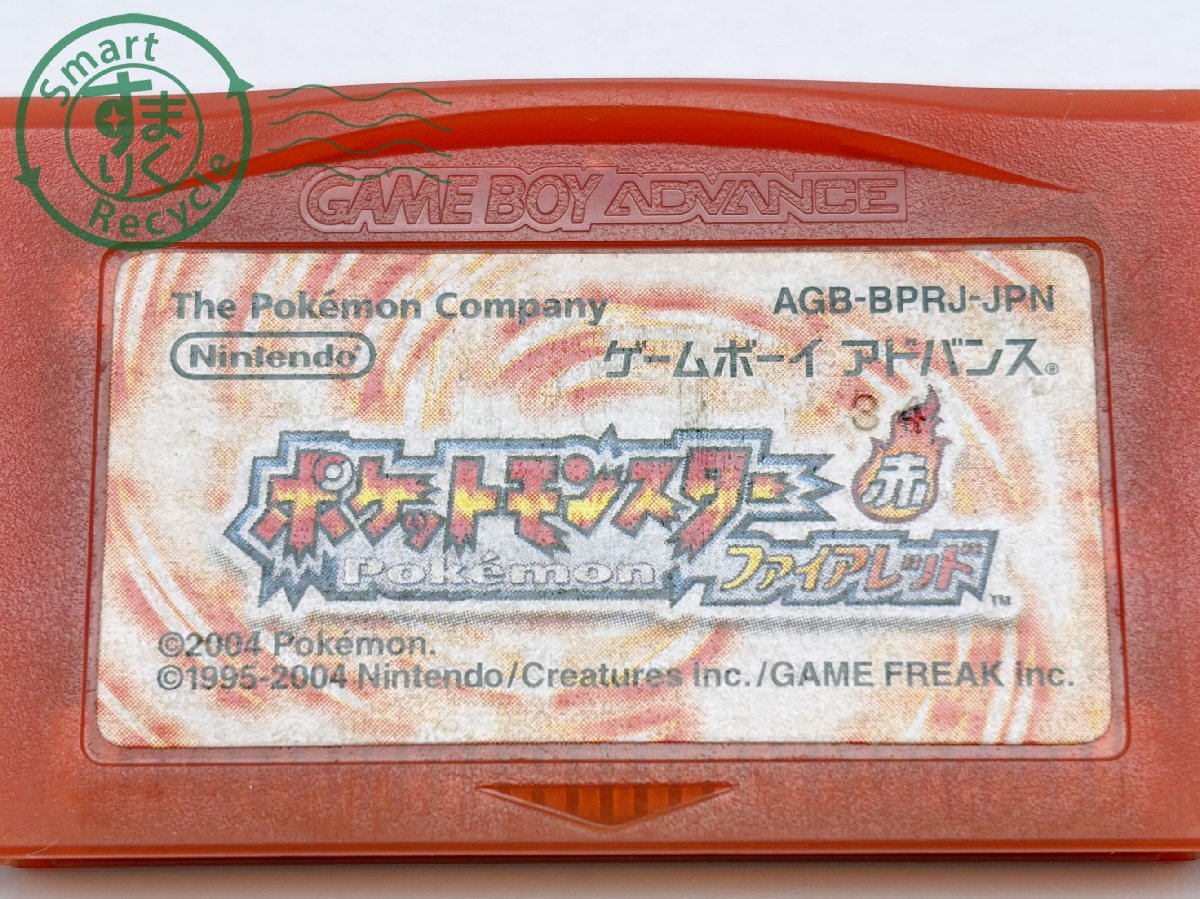 Smart
すまりく
Recycle
GAME BOY ADVANCE
The Pokémon Company
AGB-BPRJ-JPN
Nintendo®
ゲームボーイ アドバンス®
赤
ポケットモンスター
Pokémon
ファイアレッド
TM
©2004 Pokémon.
©1995-2004 Nintendo/Creatures Inc./GAME FREAK inc.